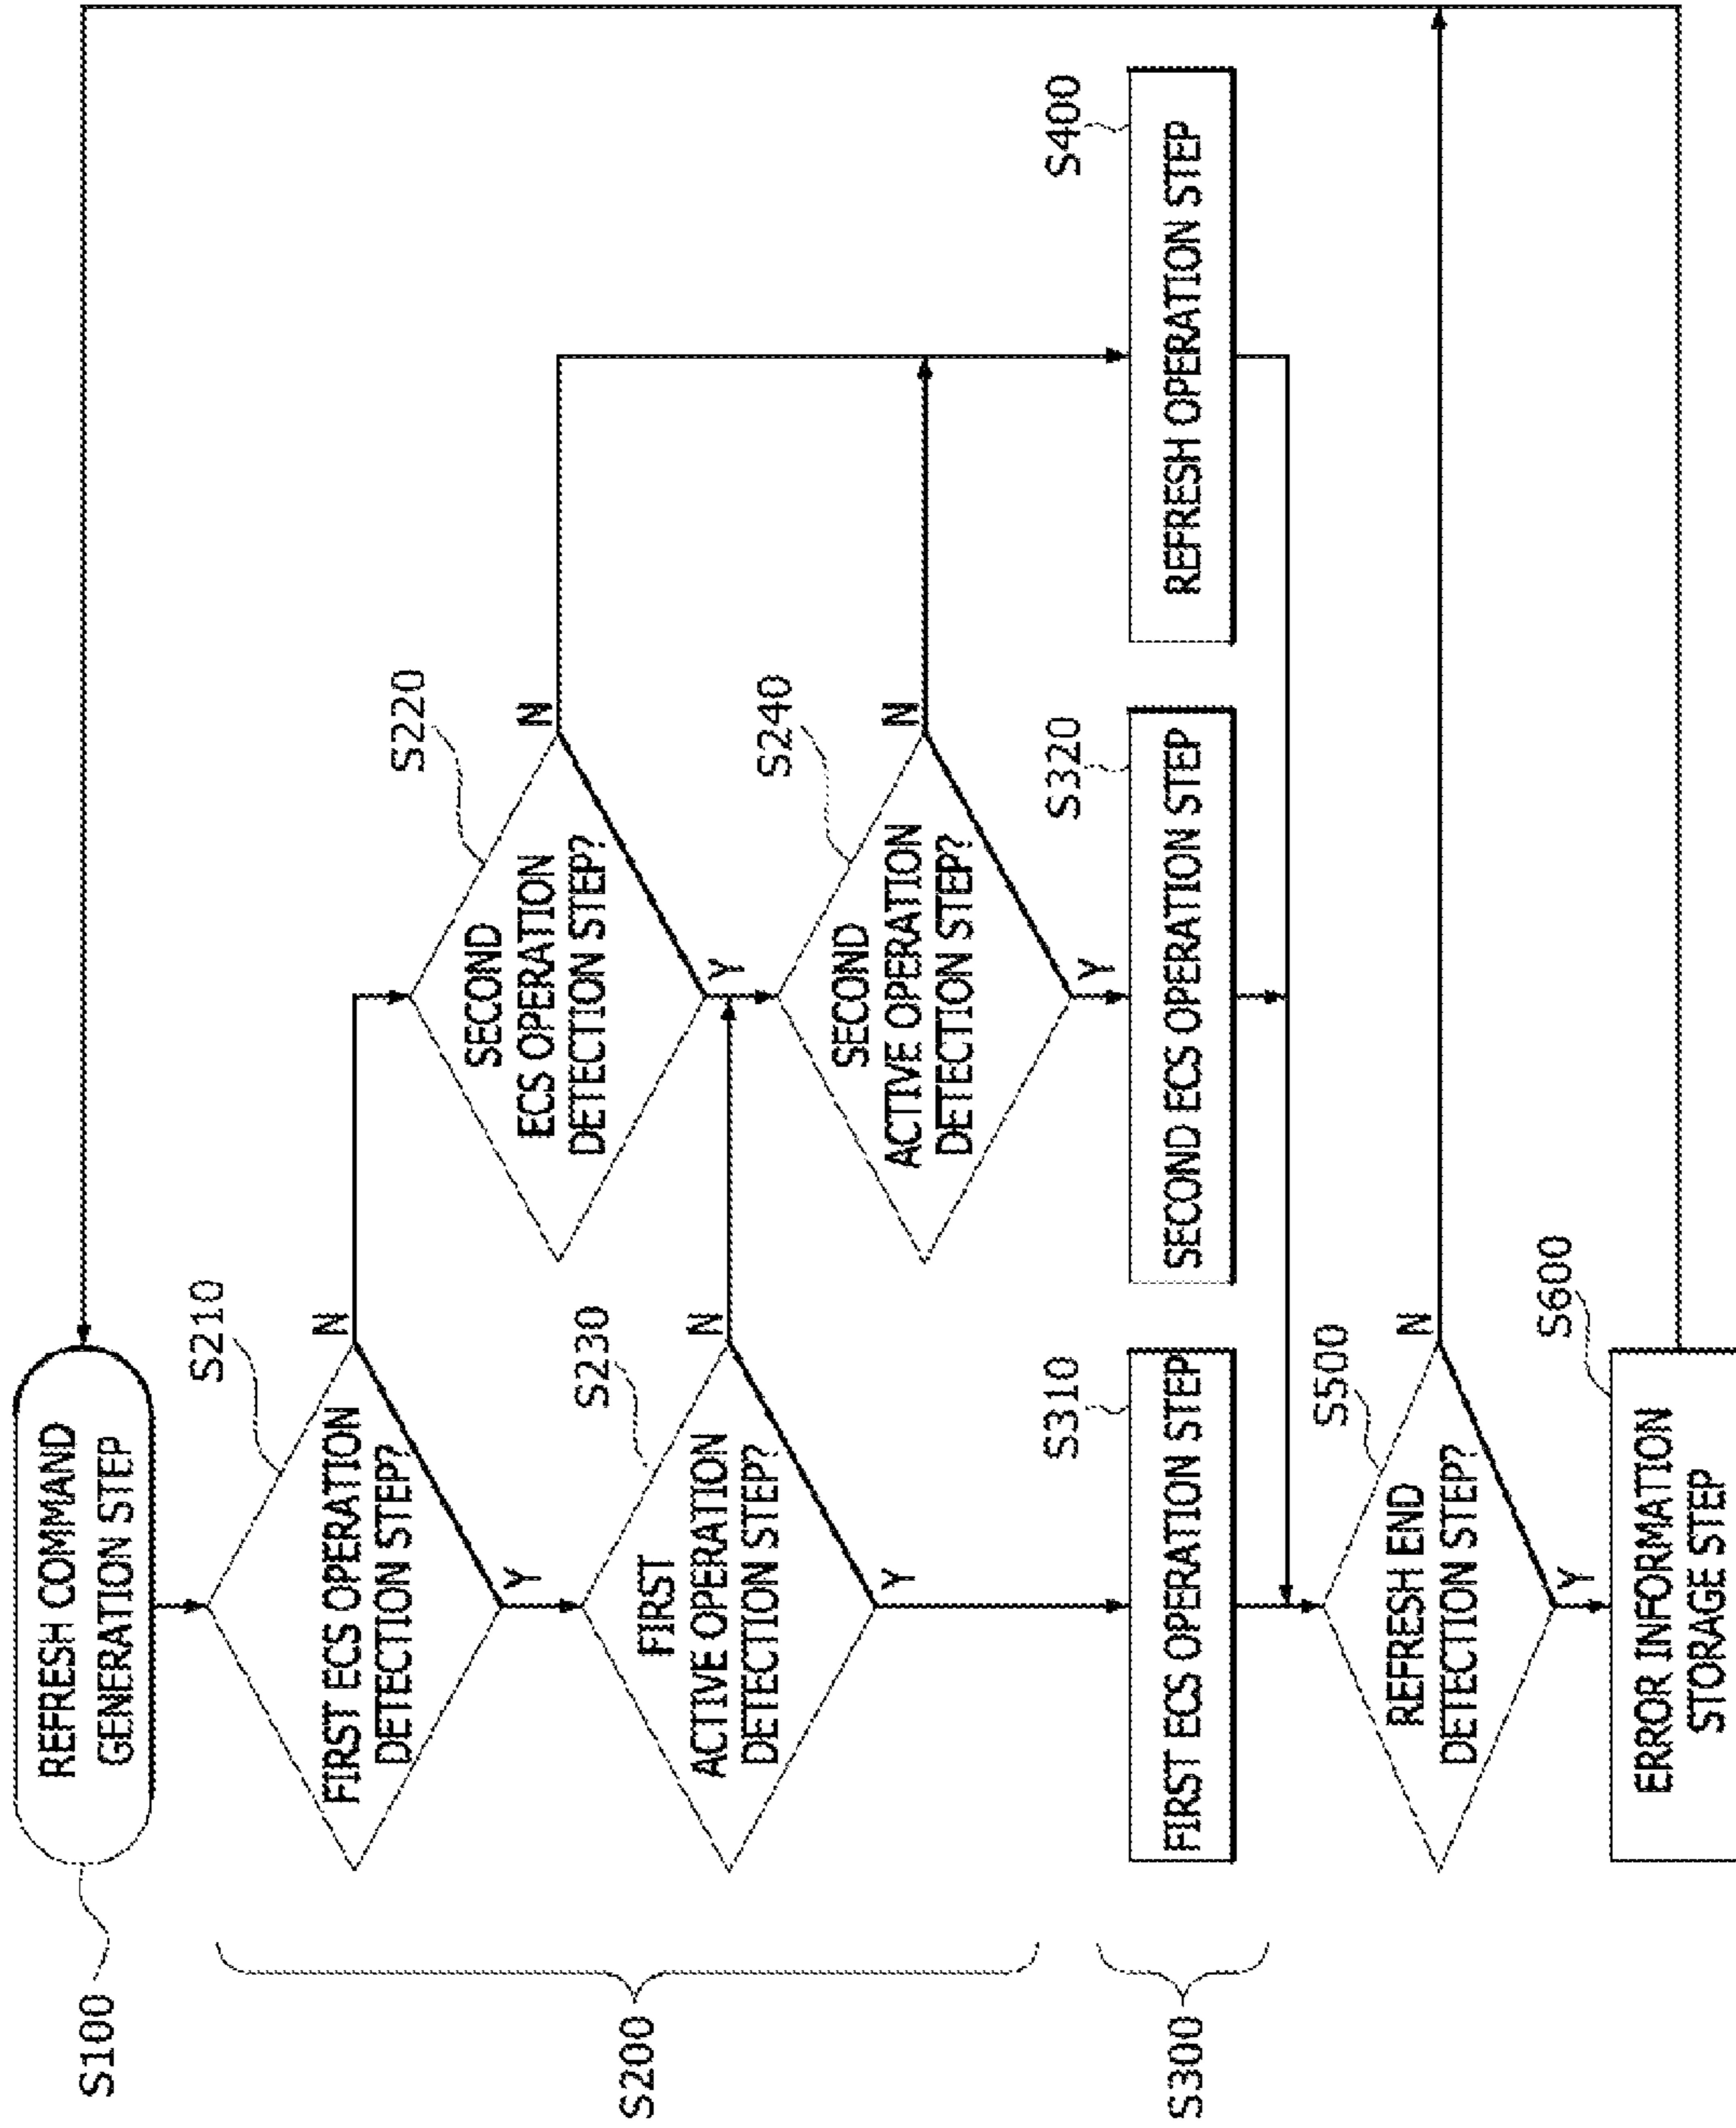 S100
REFRESH COMMAND
GENERATION STEP
S200
S210
FIRST ECS OPERATION
DETECTION STEP?
N
Y
S220
SECOND
ECS OPERATION
DETECTION STEP?
N
Y
S230
FIRST
ACTIVE OPERATION
DETECTION STEP?
N
Y
S240
SECOND
ACTIVE OPERATION
DETECTION STEP?
N
Y
S300
S310
FIRST ECS OPERATION STEP
S320
SECOND ECS OPERATION STEP
S400
REFRESH OPERATION STEP
S500
REFRESH END
DETECTION STEP?
N
Y
S600
ERROR INFORMATION
STORAGE STEP